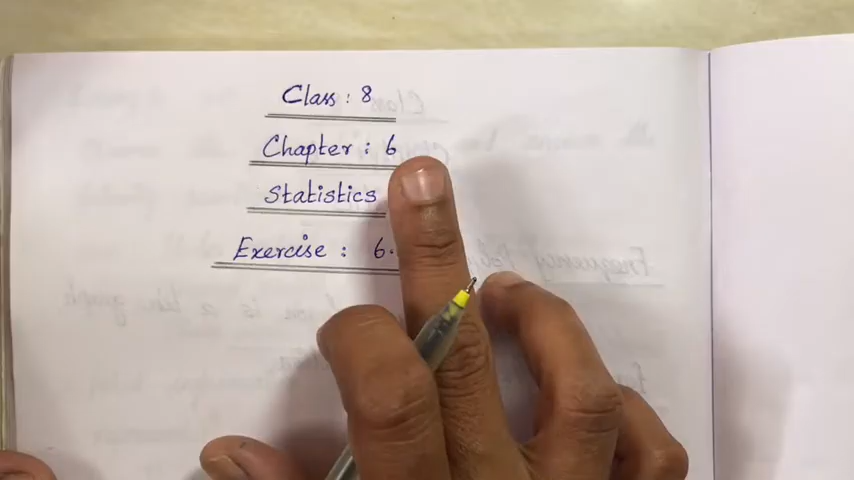 Class : 8
Chapter : 6
Statistics
Exercise : 6.